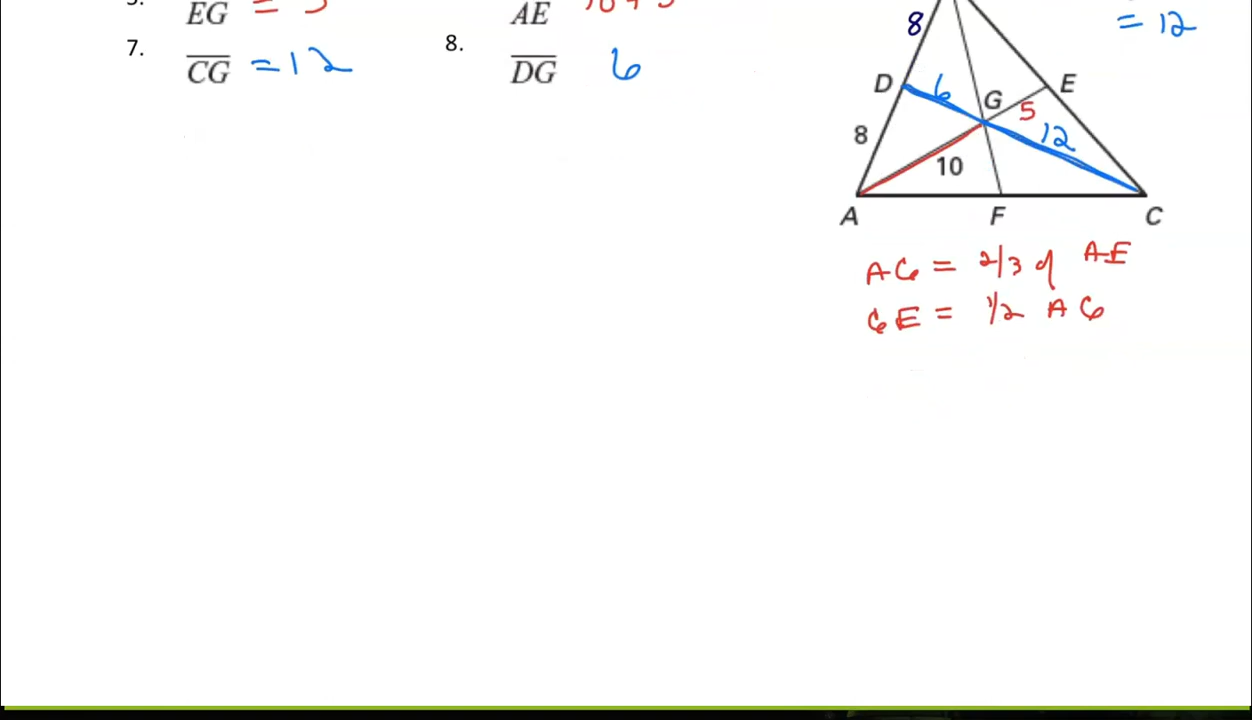 5. EG = 5
AE 10+5
7. CG = 12
8. DG 6
= 12
8
D 6 G E
5
8 12
10
A F C
AG = 2/3 of AE
GE = 1/2 AG